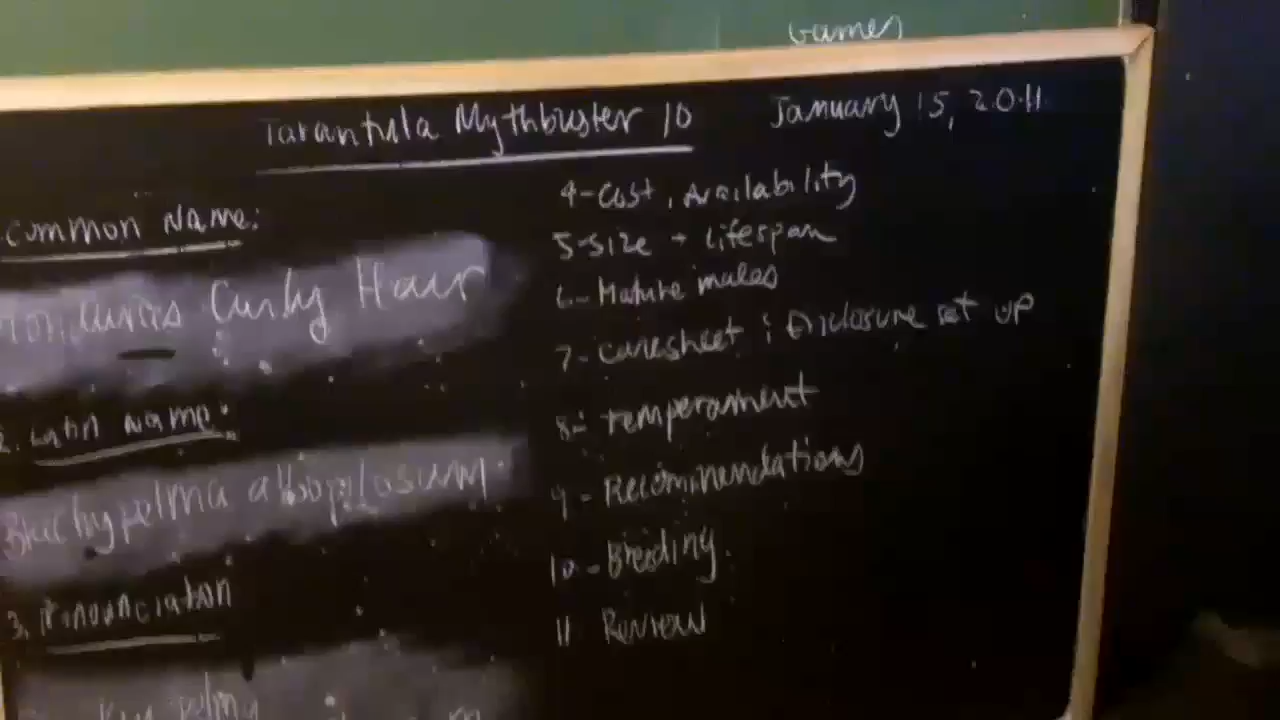 Games
Tarantula Mythbuster 10
January 15, 2011
Common Name:
Curly Hair
2. Latin Name:
Brachypelma albopilosum
3. Pronounciation
4-Cost, Availability
5-Size + Lifespan
6-Mature males
7-caresheet; Enclosure set up
8- temperament
9-Recommendations
10-Breeding
11 Review
pelma